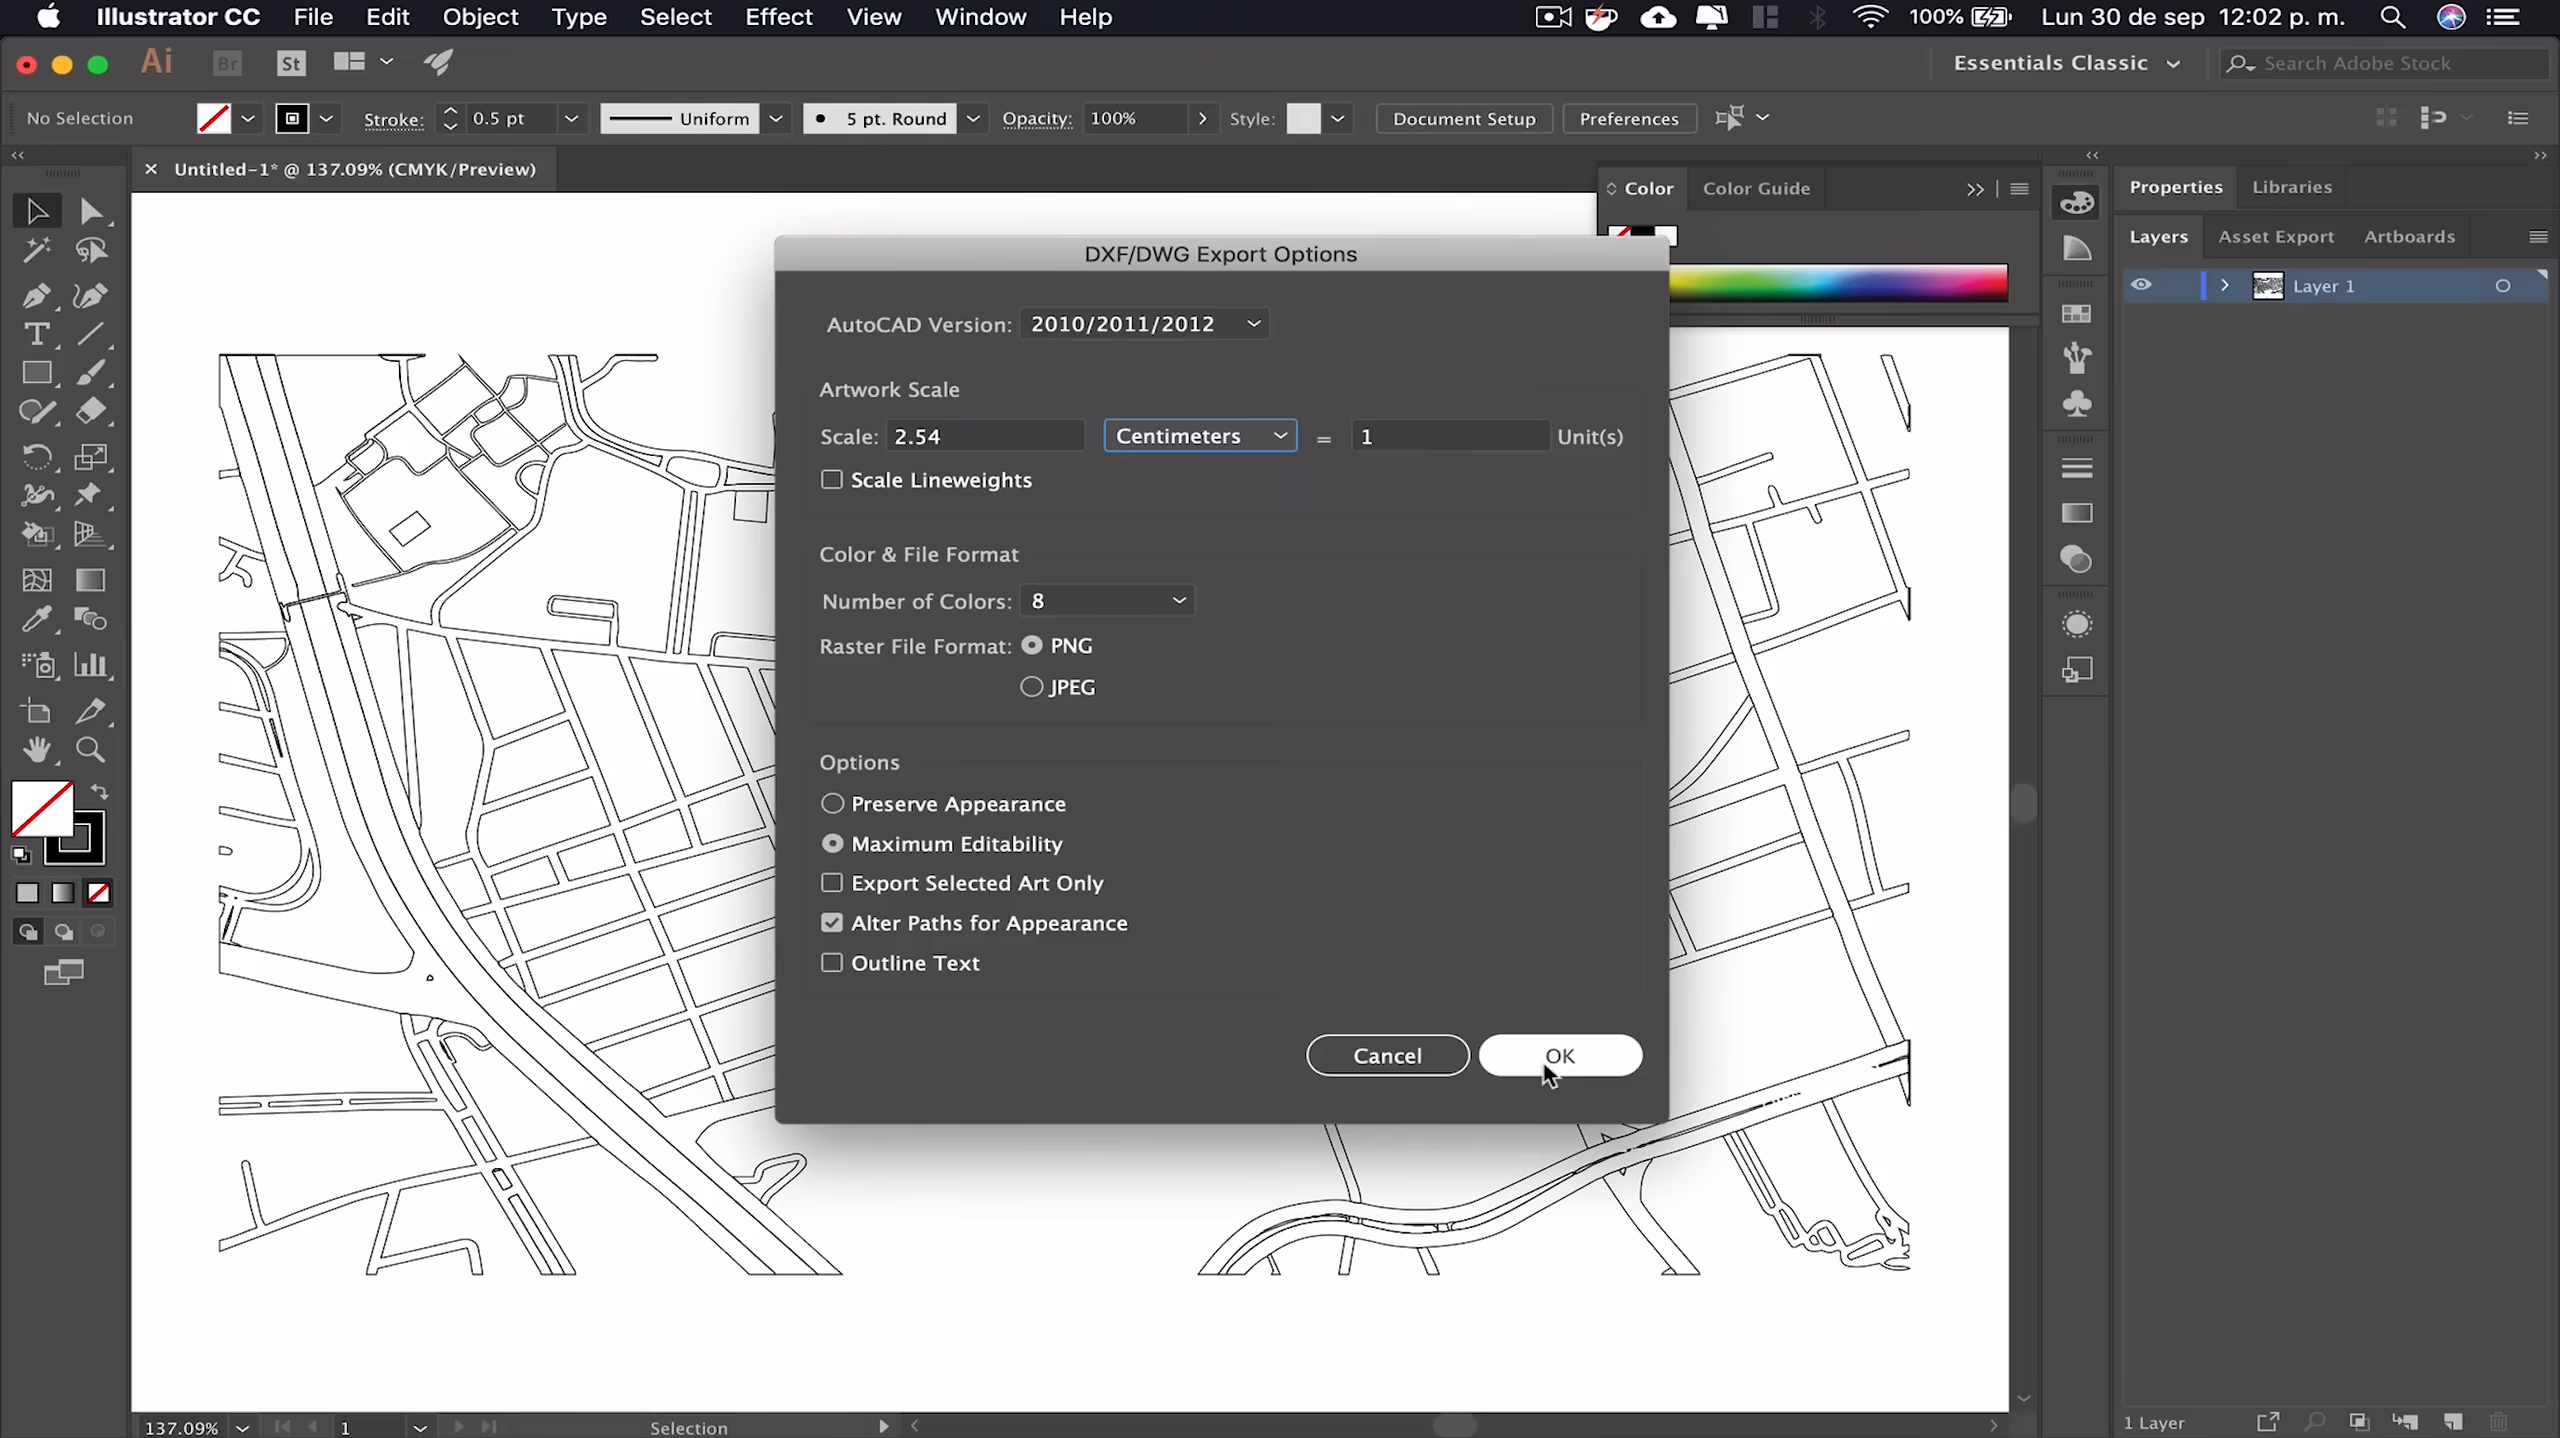 Illustrator CC File Edit Object Type Select Effect View Window Help 100% Lun 30 de sep 12:02 p. m.
Ai Br St Essentials Classic Search Adobe Stock
No Selection Stroke: 0.5 pt Uniform 5 pt. Round Opacity: 100% Style: Document Setup Preferences
Untitled-1* @ 137.09% (CMYK/Preview)
Color Color Guide
Properties Libraries
Layers Asset Export Artboards
Layer 1
DXF/DWG Export Options
AutoCAD Version: 2010/2011/2012
Artwork Scale
Scale: 2.54 Centimeters = 1 Unit(s)
Scale Lineweights
Color & File Format
Number of Colors: 8
Raster File Format: PNG
JPEG
Options
Preserve Appearance
Maximum Editability
Export Selected Art Only
Alter Paths for Appearance
Outline Text
Cancel OK
137.09% 1 Selection
1 Layer